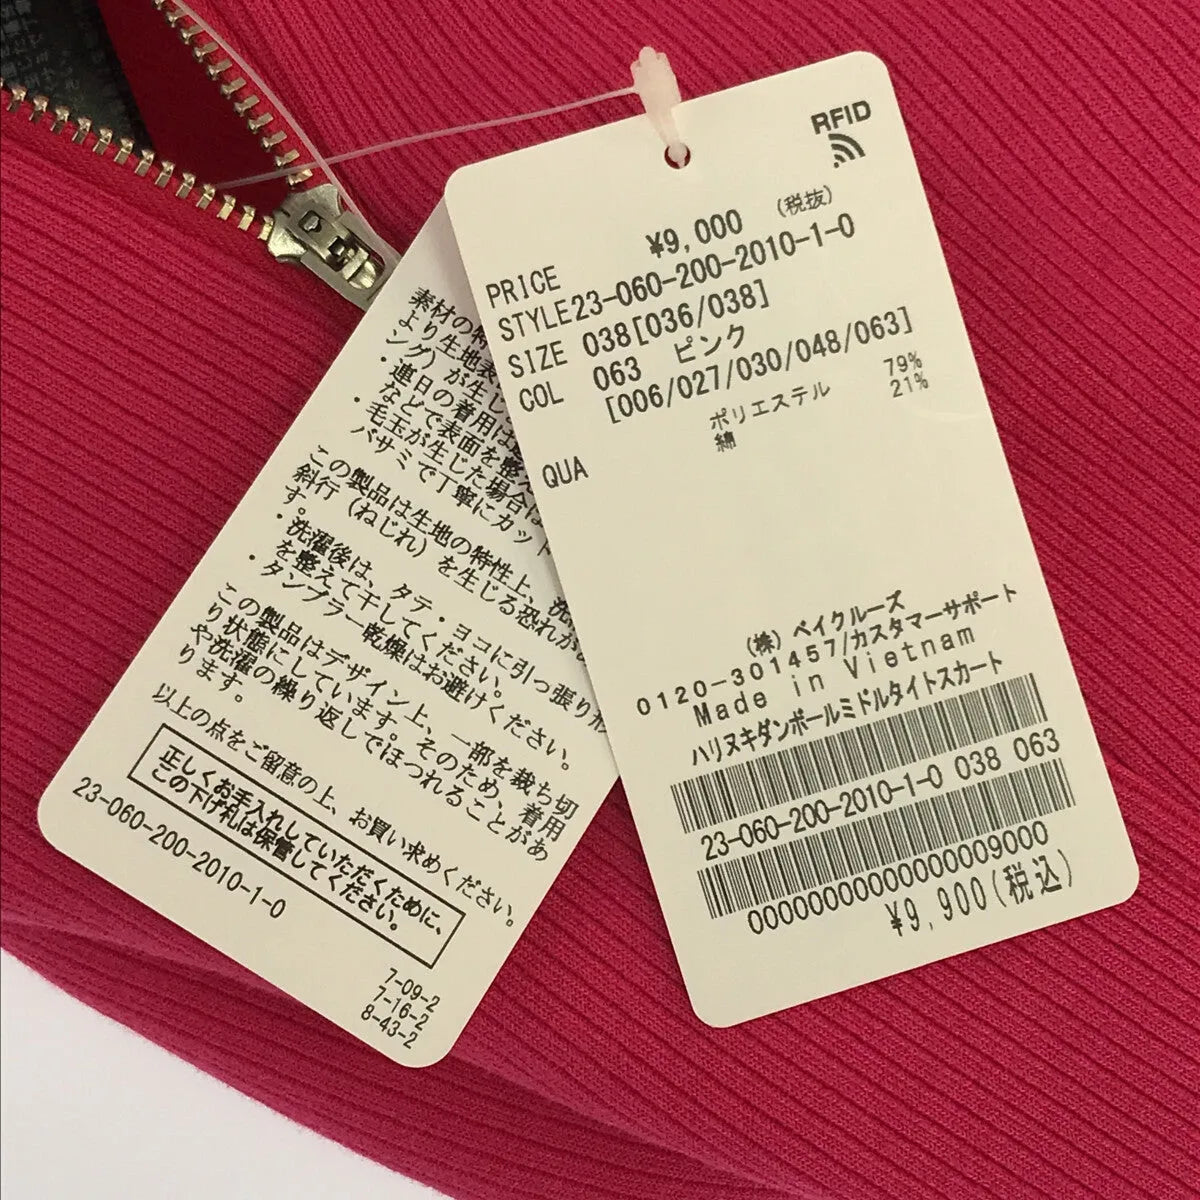 RFID
¥9,000 (税抜)
PRICE
STYLE23-060-200-2010-1-0
SIZE 038[036/038]
COL 063 ピンク
[006/027/030/048/063]
ポリエステル 79%
綿 21%
QUA
(株) ベイクルーズ
0120-301457/カスタマーサポート
Made in Vietnam
ハリヌキダンボールミドルタイトスカート
23-060-200-2010-1-0 038 063
00000000000000009000
¥9,900(税込)
素材の特
より生地表
ング)が生じ
・連日の着用は
などで表面を整
・毛玉が生じた場合は
バサミで丁寧にカット
この製品は生地の特性上、洗
斜行(ねじれ)を生じる恐れが
す。
・洗濯後は、タテ・ヨコに引っ張り形
を整えて干してください。
・タンブラー乾燥はお避けください。
この製品はデザイン上、一部を裁ち切
り状態にしています。そのため、着用
や洗濯の繰り返しでほつれることがあ
ります。
以上の点をご留意の上、お買い求めください。
正しくお手入れしていただくために、
この下げ札は保管してください。
23-060-200-2010-1-0
7-09-2
7-16-2
8-43-2